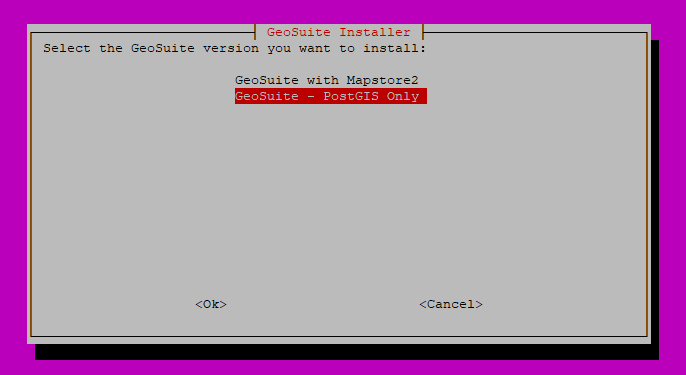 GeoSuite Installer
Select the GeoSuite version you want to install:
GeoSuite with Mapstore2
GeoSuite - PostGIS Only
<Ok> <Cancel>